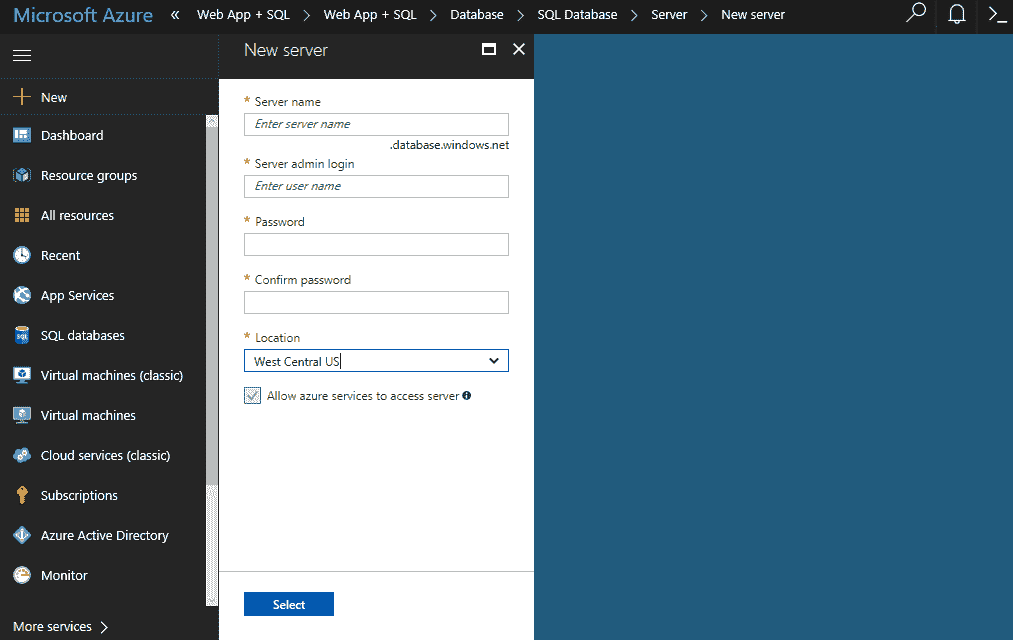 Microsoft Azure « Web App + SQL > Web App + SQL > Database > SQL Database > Server > New server
New
Dashboard
Resource groups
All resources
Recent
App Services
SQL databases
Virtual machines (classic)
Virtual machines
Cloud services (classic)
Subscriptions
Azure Active Directory
Monitor
More services >
New server
* Server name
Enter server name
.database.windows.net
* Server admin login
Enter user name
* Password
* Confirm password
* Location
West Central US
Allow azure services to access server
Select